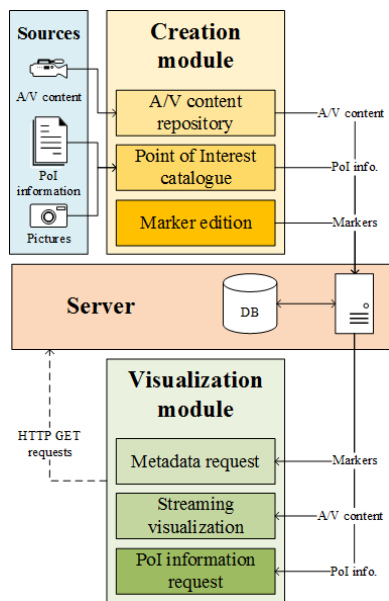 Sources
A/V content
PoI
information
Pictures
Creation
module
A/V content
repository
Point of Interest
catalogue
Marker edition
A/V content
PoI info.
Markers
Server
DB
HTTP GET
requests
Visualization
module
Metadata request
Streaming
visualization
PoI information
request
Markers
A/V content
PoI info.